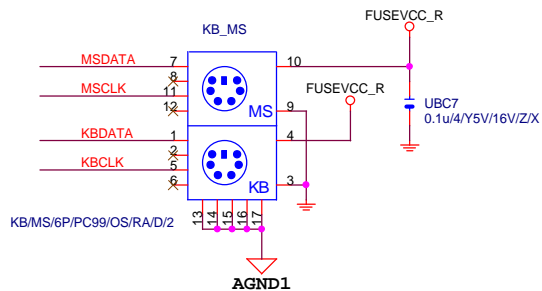 FUSEVCC_R
KB_MS
MSDATA 7 10
8
FUSEVCC_R
MSCLK 11
UBC7
12 MS 9
0.1u/4/Y5V/16V/Z/X
KBDATA 1 4
2
KBCLK 5
6 KB 3
KB/MS/6P/PC99/OS/RA/D/2
13 14 15 16 17
AGND1